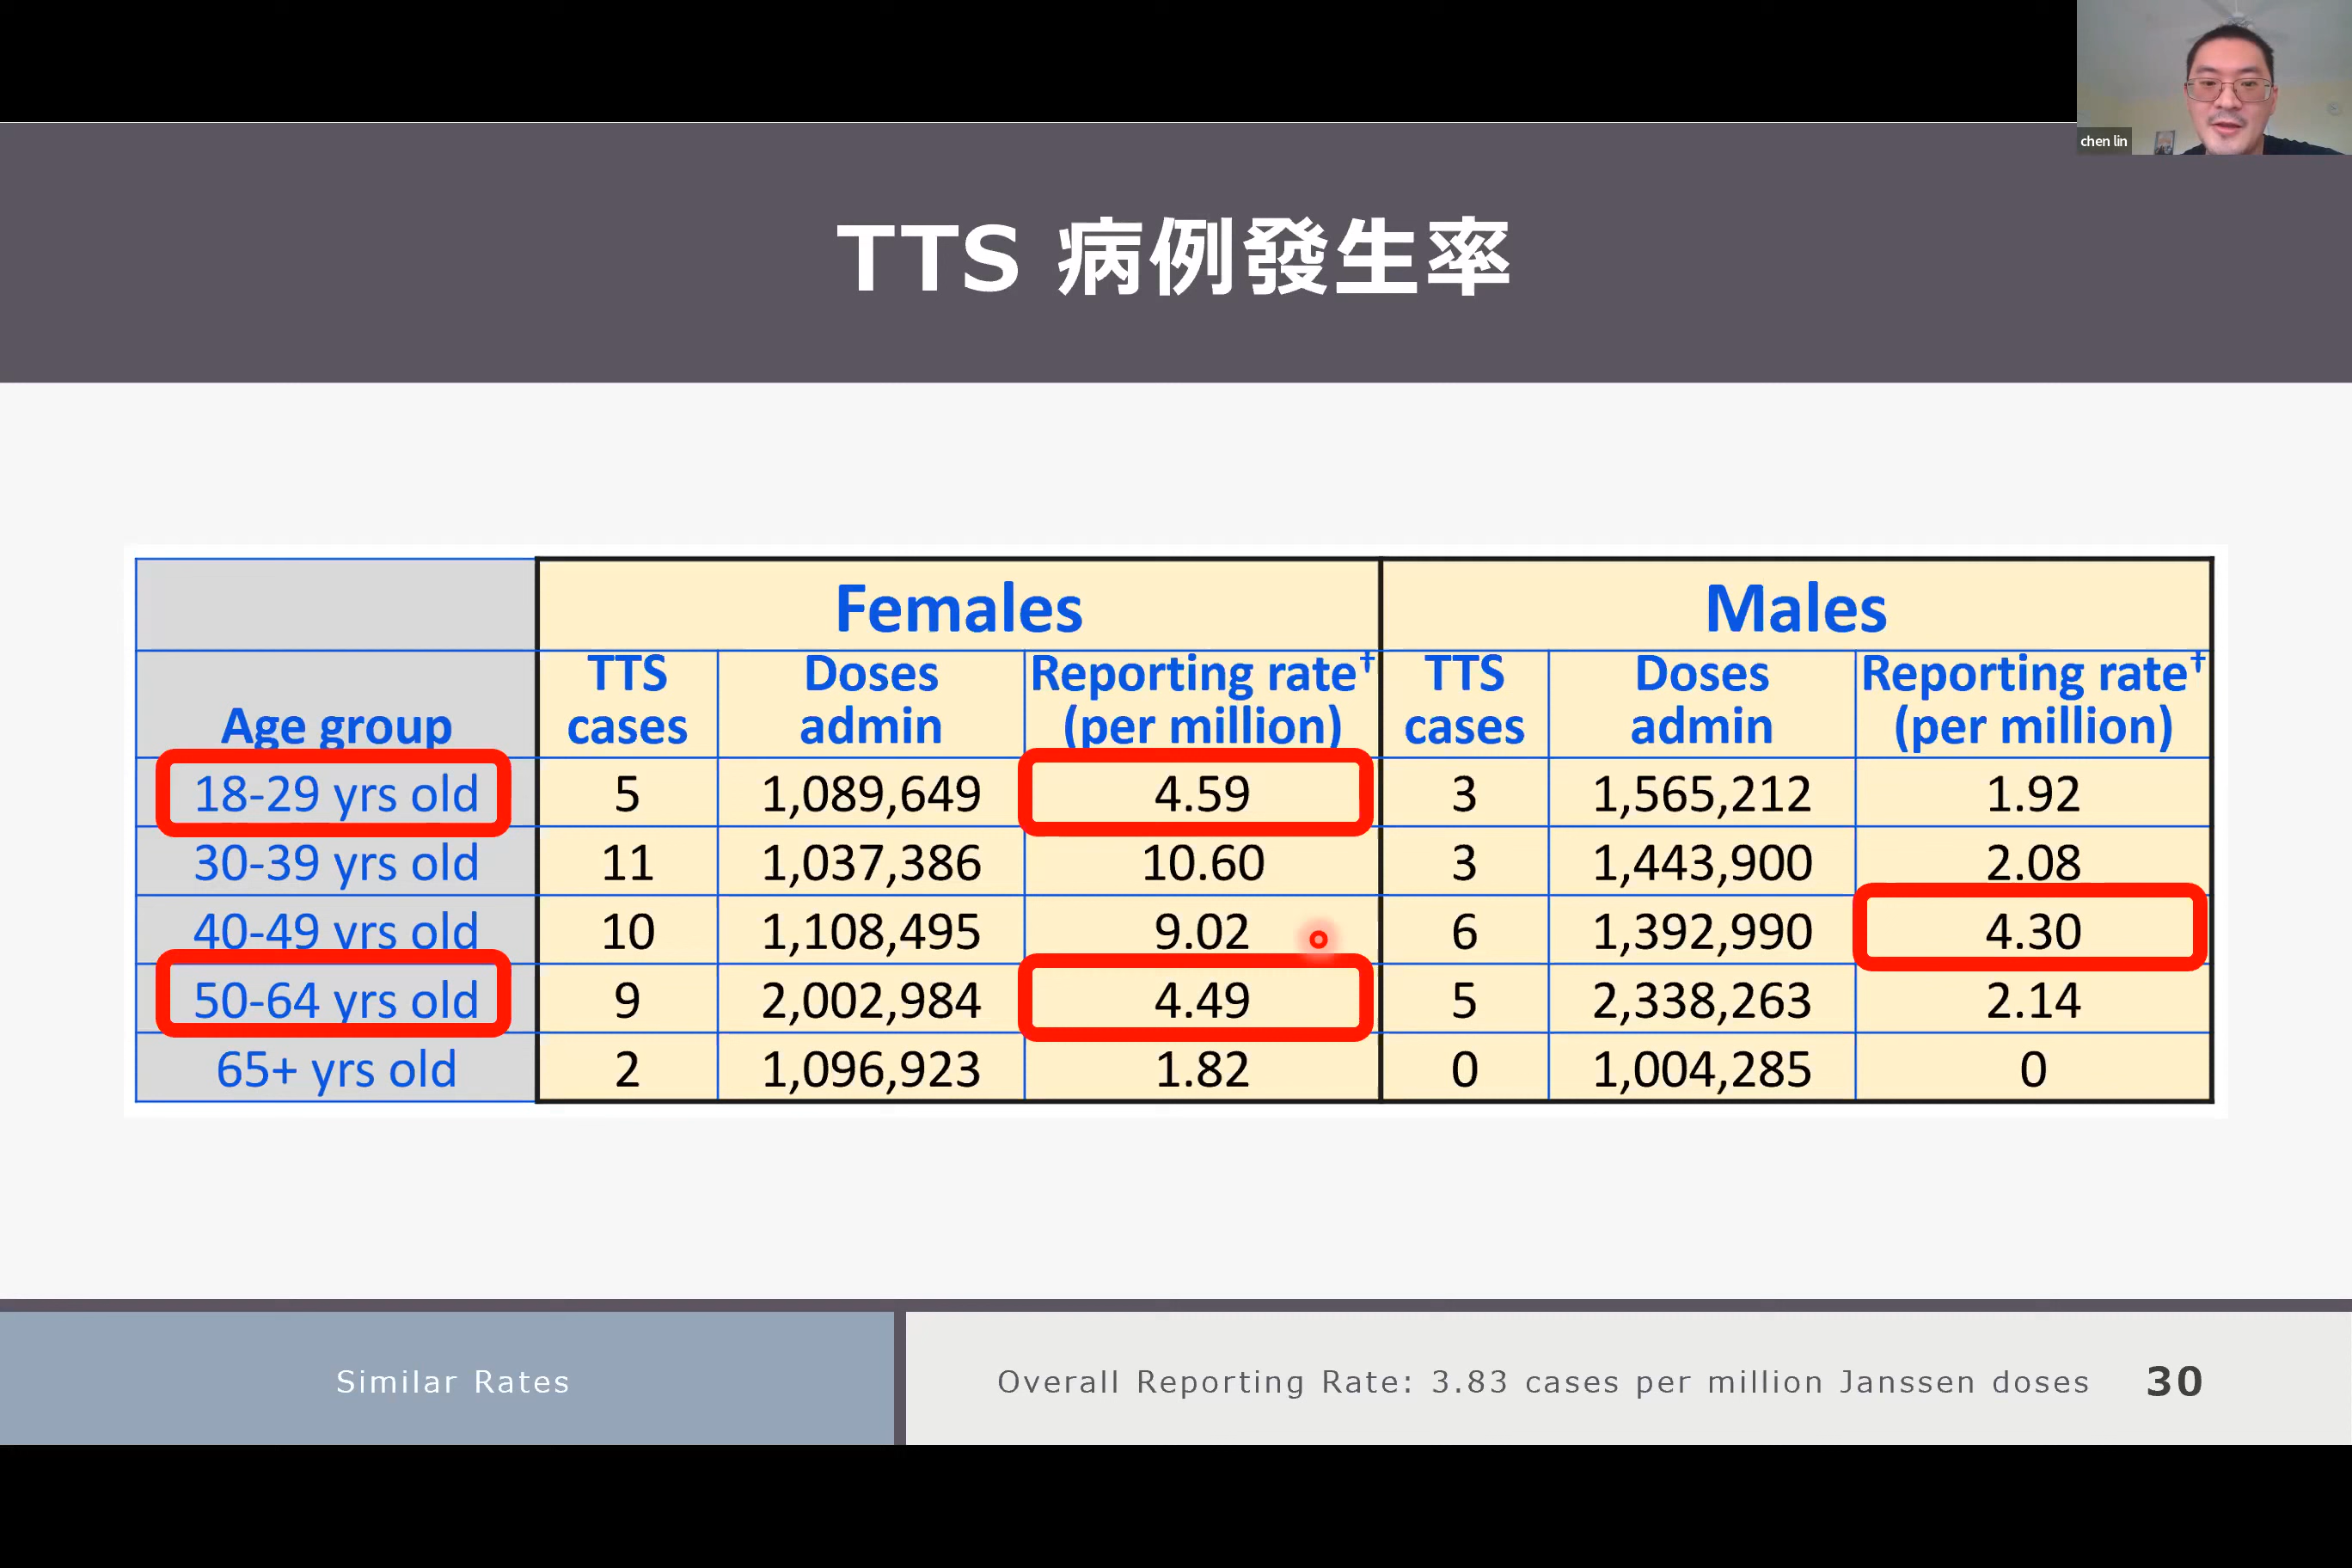 chen lin
TTS 病例發生率
Females Males
Age group TTS cases Doses admin Reporting rate† (per million) TTS cases Doses admin Reporting rate† (per million)
18-29 yrs old 5 1,089,649 4.59 3 1,565,212 1.92
30-39 yrs old 11 1,037,386 10.60 3 1,443,900 2.08
40-49 yrs old 10 1,108,495 9.02 6 1,392,990 4.30
50-64 yrs old 9 2,002,984 4.49 5 2,338,263 2.14
65+ yrs old 2 1,096,923 1.82 0 1,004,285 0
Similar Rates
Overall Reporting Rate: 3.83 cases per million Janssen doses 30